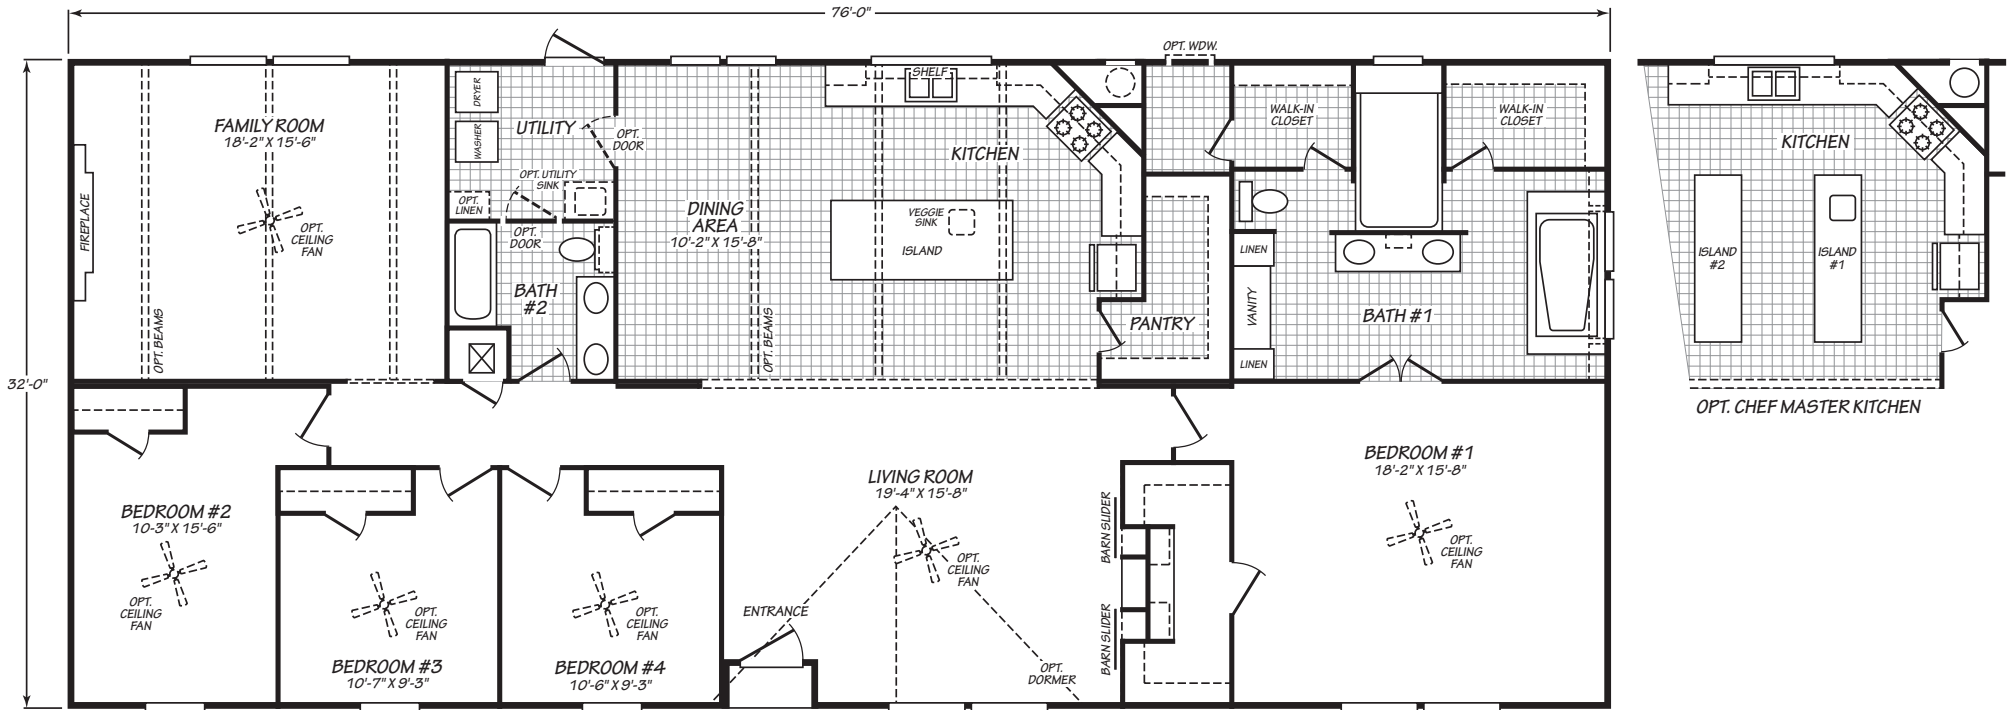 76'-0"
OPT. WDW.
SHELF
DRYER
WASHER
FAMILY ROOM
18'-2" X 15'-6"
UTILITY
OPT.
DOOR
KITCHEN
WALK-IN
CLOSET
WALK-IN
CLOSET
KITCHEN
OPT. UTILITY
SINK
OPT.
LINEN
FIREPLACE
OPT.
CEILING
FAN
OPT.
DOOR
DINING
AREA
10'-2" X 15'-8"
VEGGIE
SINK
ISLAND
LINEN
ISLAND
#2
ISLAND
#1
BATH
#2
VANITY
BATH #1
PANTRY
OPT. BEAMS
OPT. BEAMS
LINEN
32'-0"
OPT. CHEF MASTER KITCHEN
BEDROOM #1
18'-2" X 15'-8"
LIVING ROOM
19'-4" X 15'-8"
BEDROOM #2
10-3" X 15'-6"
BARN SLIDER
OPT.
CEILING
FAN
OPT.
CEILING
FAN
OPT.
CEILING
FAN
OPT.
CEILING
FAN
OPT.
CEILING
FAN
ENTRANCE
BARN SLIDER
BEDROOM #3
10'-7" X 9'-3"
BEDROOM #4
10'-6" X 9'-3"
OPT.
DORMER